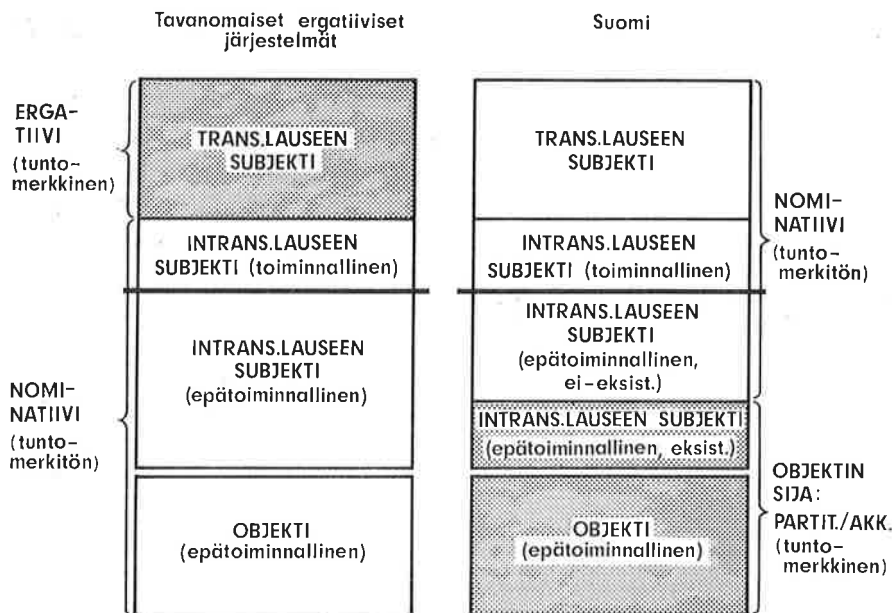 Tavanomaiset ergatiiviset
järjestelmät
Suomi
ERGA-
TIIVI
(tunto-
merkkinen)
TRANS.LAUSEEN
SUBJEKTI
INTRANS.LAUSEEN
SUBJEKTI (toiminnallinen)
INTRANS.LAUSEEN
SUBJEKTI
(epätoiminnallinen)
NOMI-
NATIIVI
(tunto-
merkitön)
OBJEKTI
(epätoiminnallinen)
TRANS.LAUSEEN
SUBJEKTI
INTRANS.LAUSEEN
SUBJEKTI (toiminnallinen)
NOMI-
NATIIVI
(tunto-
merkitön)
INTRANS.LAUSEEN
SUBJEKTI
(epätoiminnallinen,
ei-eksist.)
INTRANS.LAUSEEN SUBJEKTI
(epätoiminnallinen, eksist.)
OBJEKTI
(epätoiminnallinen)
OBJEKTIN
SIJA:
PARTIT./AKK.
(tunto-
merkkinen)